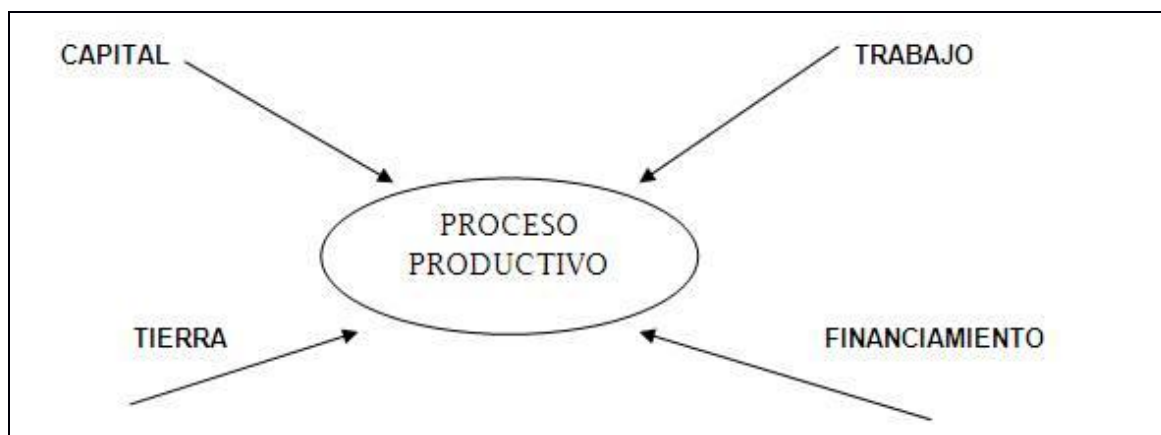 CAPITAL
TRABAJO
PROCESO
PRODUCTIVO
TIERRA
FINANCIAMIENTO